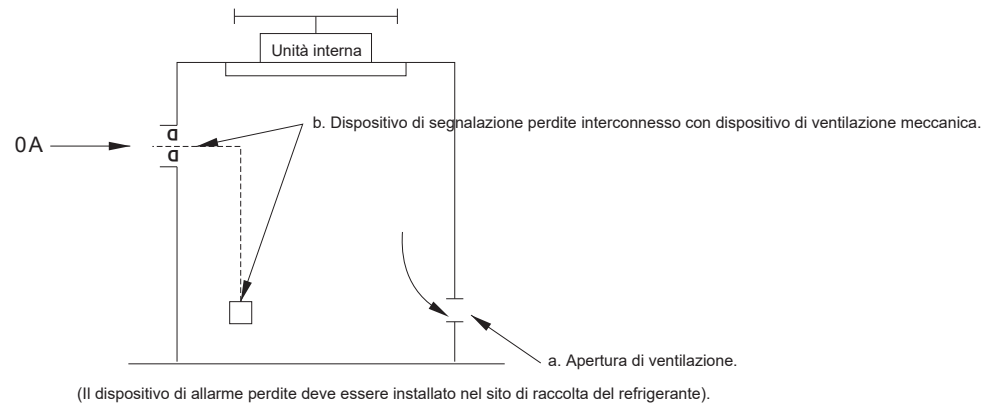 Unità interna
b. Dispositivo di segnalazione perdite interconnesso con dispositivo di ventilazione meccanica.
0A
a. Apertura di ventilazione.
(Il dispositivo di allarme perdite deve essere installato nel sito di raccolta del refrigerante).